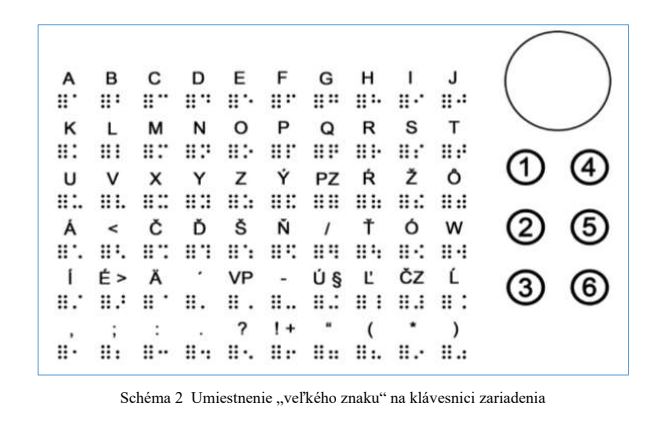 A B C D E F G H I J
K L M N O P Q R S T
U V X Y Z Ý PZ Ŕ Ž Ô
Á < Č Ď Š Ň / Ť Ó W
Í É > Ä ´ VP - Ú § Ľ ČZ Ĺ
, ; : . ? ! + “ ( * )
1 4
2 5
3 6
Schéma 2 Umiestnenie „veľkého znaku“ na klávesnici zariadenia